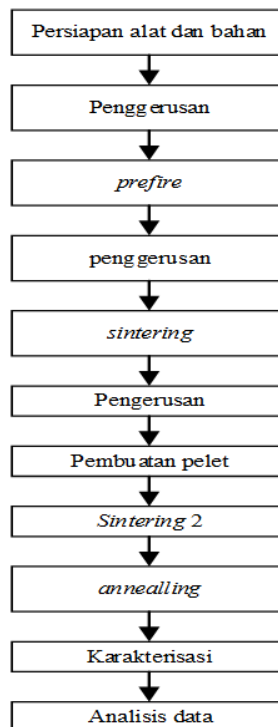 Persiapan alat dan bahan
Penggerusan
prefire
penggerusan
sintering
Pengerusan
Pembuatan pelet
Sintering 2
annealling
Karakterisasi
Analisis data